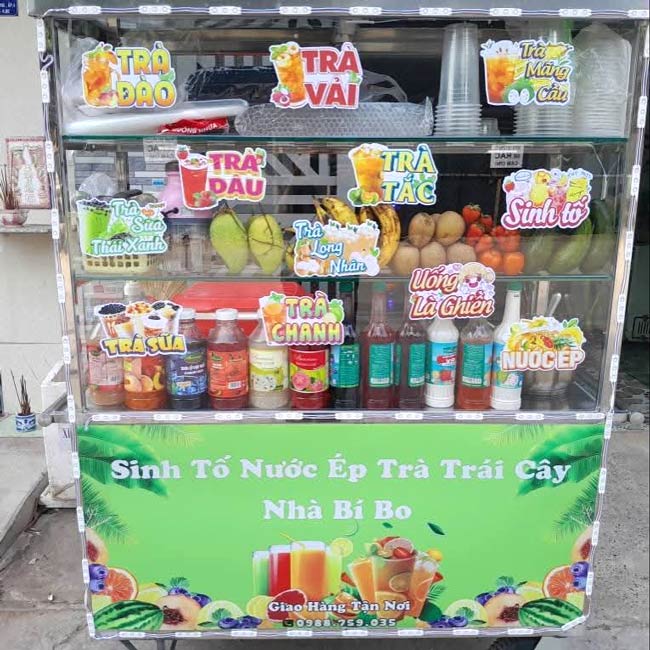 TRÀ
ĐÀO
TRÀ
VẢI
Trà
Mãng
Cầu
TRÀ
DÂU
TRÀ
TẮC
Sinh tố
Trà
Sữa
Thái Xanh
Trà
Long
Nhãn
Uống
Là Ghiền
TRÀ SỮA
TRÀ
CHANH
NƯỚC ÉP
Sinh Tố Nước Ép Trà Trái Cây
Nhà Bí Bo
Giao Hàng Tận Nơi
0988.759.035